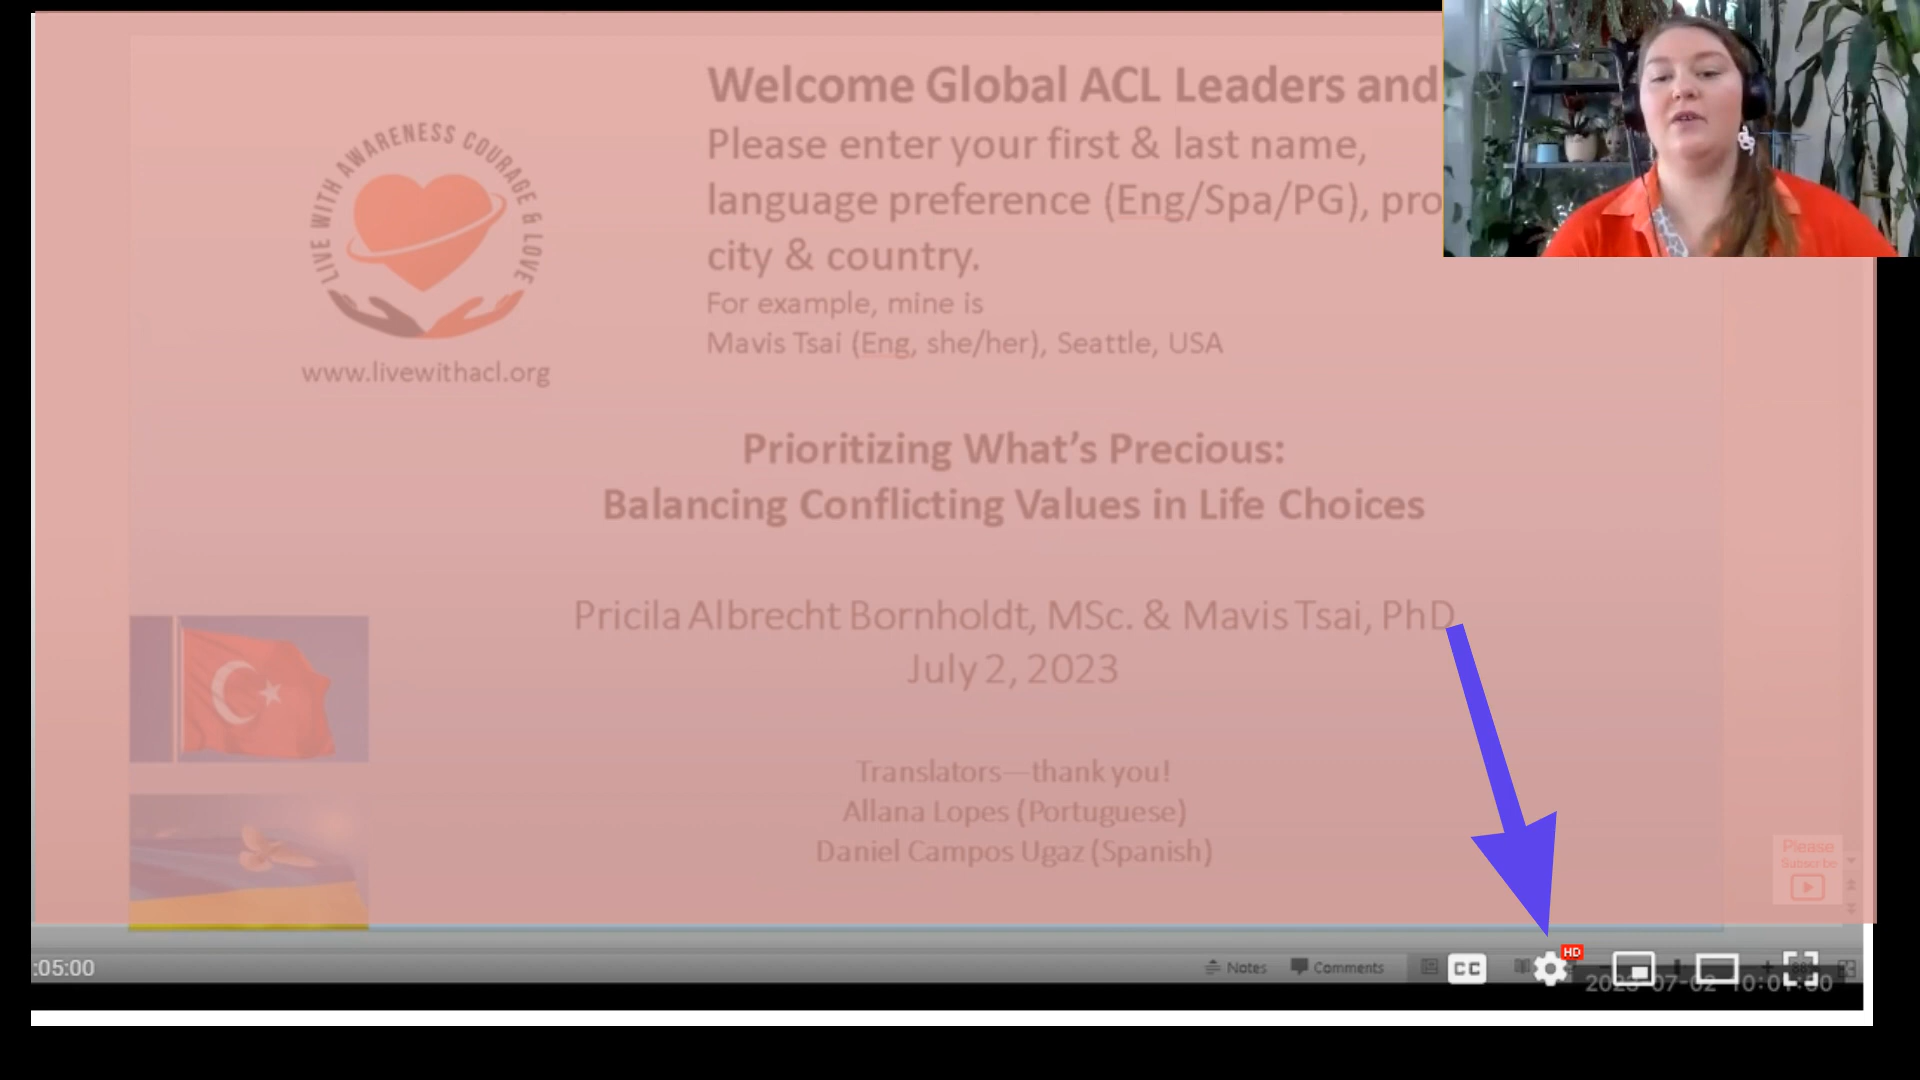 Welcome Global ACL Leaders and
Please enter your first & last name,
language preference (Eng/Spa/PG), pro
city & country.
For example, mine is
Mavis Tsai (Eng, she/her), Seattle, USA
LIVE WITH AWARENESS COURAGE & LOVE
www.livewithacl.org
Prioritizing What’s Precious:
Balancing Conflicting Values in Life Choices
Pricila Albrecht Bornholdt, MSc. & Mavis Tsai, PhD
July 2, 2023
Translators—thank you!
Allana Lopes (Portuguese)
Daniel Campos Ugaz (Spanish)
Please
Subscribe
:05:00
Notes
Comments
CC
HD